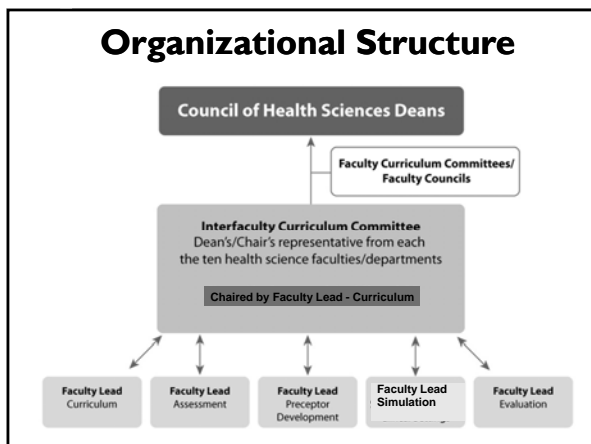 Organizational Structure
Council of Health Sciences Deans
Faculty Curriculum Committees/
Faculty Councils
Interfaculty Curriculum Committee
Dean's/Chair's representative from each
the ten health science faculties/departments
Chaired by Faculty Lead - Curriculum
Faculty Lead
Curriculum
Faculty Lead
Assessment
Faculty Lead
Preceptor
Development
Faculty Lead
Simulation
Faculty Lead
Evaluation